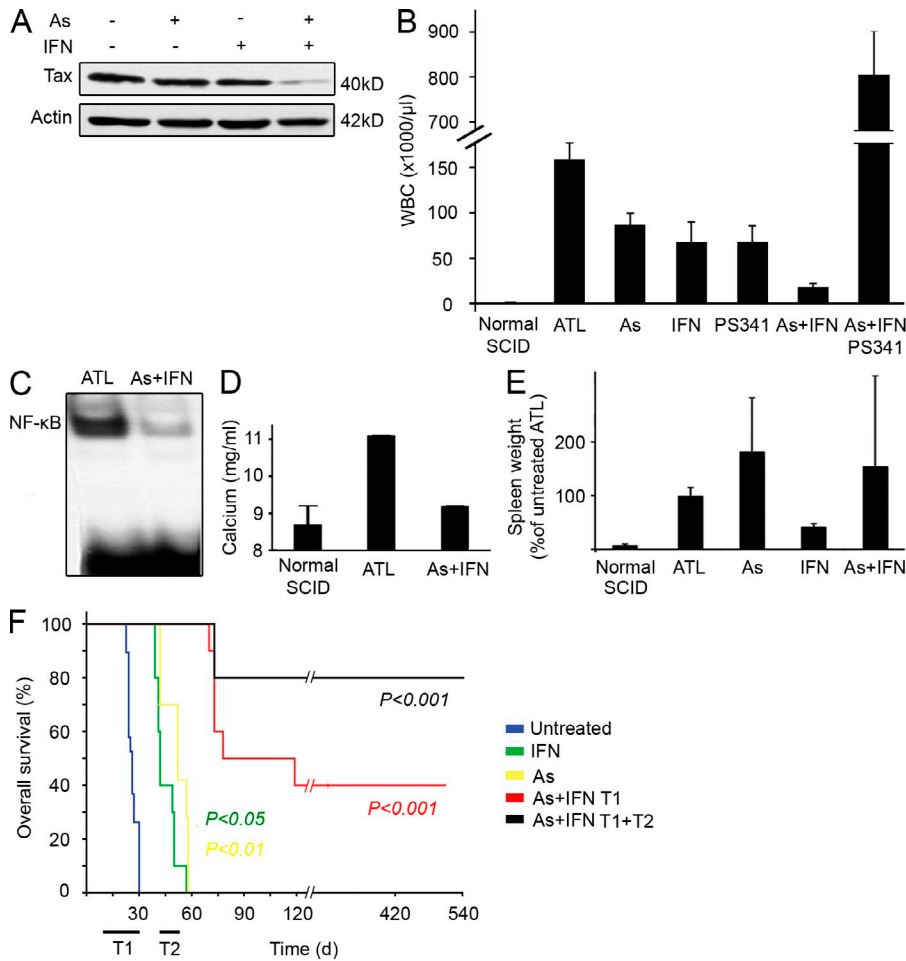 A
As - + - +
IFN - - + +
Tax
40kD
Actin
42kD
B
WBC (x1000/µl)
900
800
700
150
100
50
0
Normal SCID
ATL
As
IFN
PS341
As+IFN
As+IFN PS341
C
ATL As+IFN
NF-κB
D
Calcium (mg/ml)
11
10
9
8
Normal SCID
ATL
As+IFN
E
Spleen weight
(%of untreated ATL)
200
100
Normal SCID
ATL
As
IFN
As+IFN
F
Overall survival (%)
100
80
60
40
20
0
P<0.001
P<0.001
P<0.05
P<0.01
30 60 90 120 420 540
T1 T2 Time (d)
Untreated
IFN
As
As+IFN T1
As+IFN T1+T2